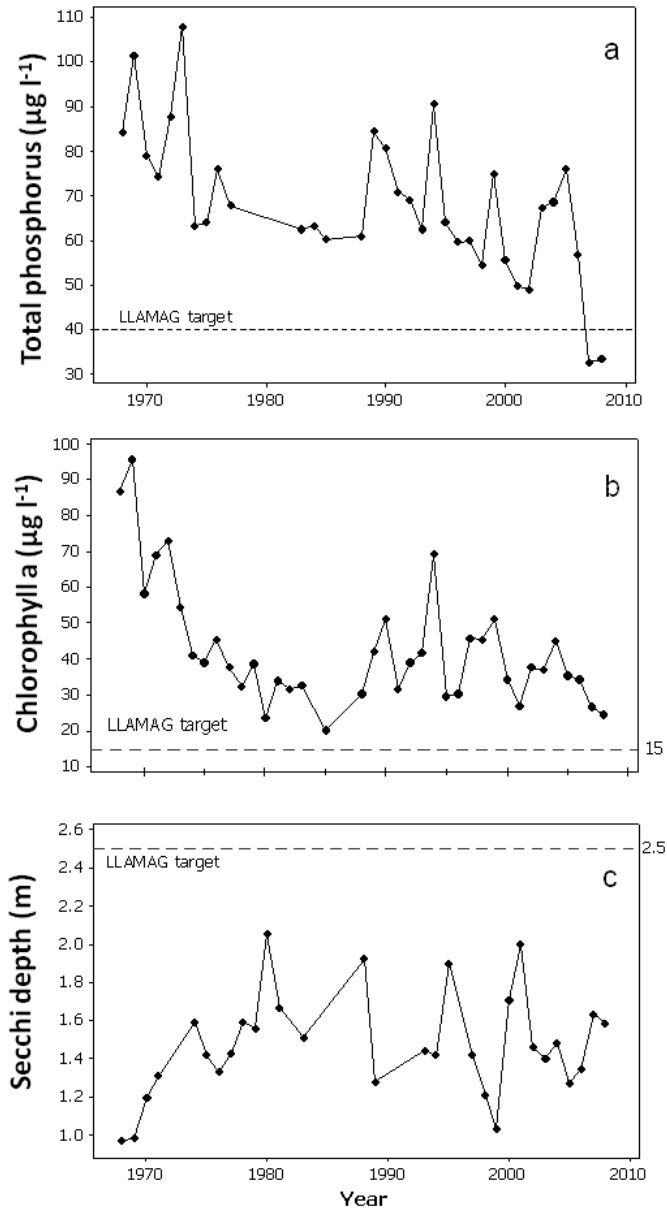 110
a
100
90
80
70
60
50
LLAMAG target
40
30
Total phosphorus (µg l-1)
1970 1980 1990 2000 2010
100
b
90
80
70
60
50
40
30
LLAMAG target
20
15
10
Chlorophyll a (µg l-1)
2.6
2.5
2.4
LLAMAG target
c
2.2
2.0
1.8
1.6
1.4
1.2
1.0
Secchi depth (m)
1970 1980 1990 2000 2010
Year